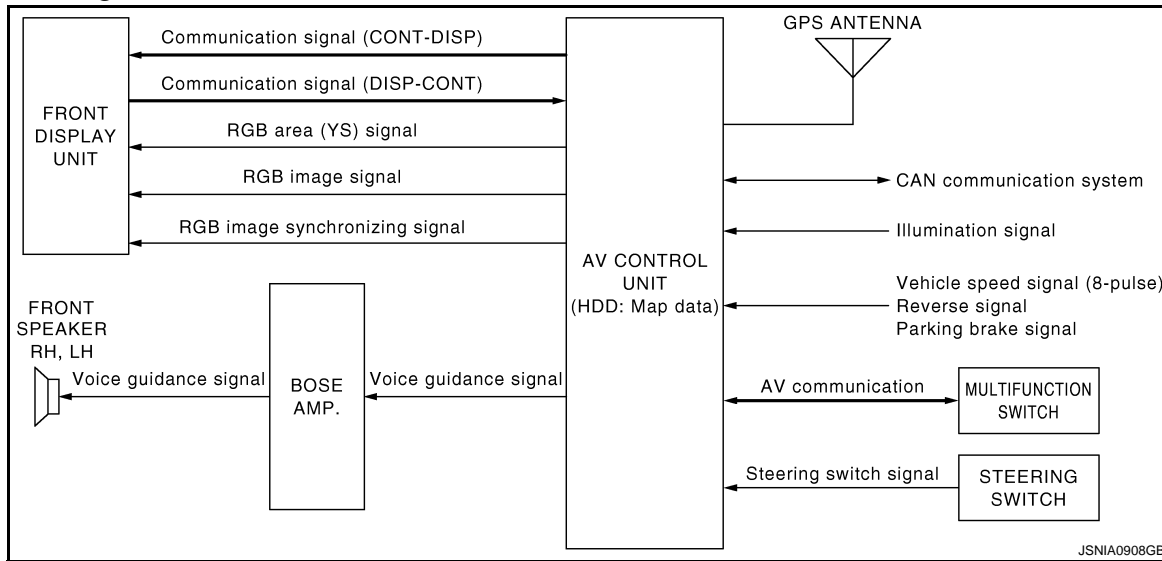 GPS ANTENNA
Communication signal (CONT-DISP)
Communication signal (DISP-CONT)
FRONT
DISPLAY
UNIT
RGB area (YS) signal
RGB image signal
RGB image synchronizing signal
AV CONTROL
UNIT
(HDD: Map data)
CAN communication system
Illumination signal
Vehicle speed signal (8-pulse)
Reverse signal
Parking brake signal
FRONT
SPEAKER
RH, LH
Voice guidance signal
BOSE
AMP.
Voice guidance signal
AV communication
MULTIFUNCTION
SWITCH
Steering switch signal
STEERING
SWITCH
JSNIA0908GB